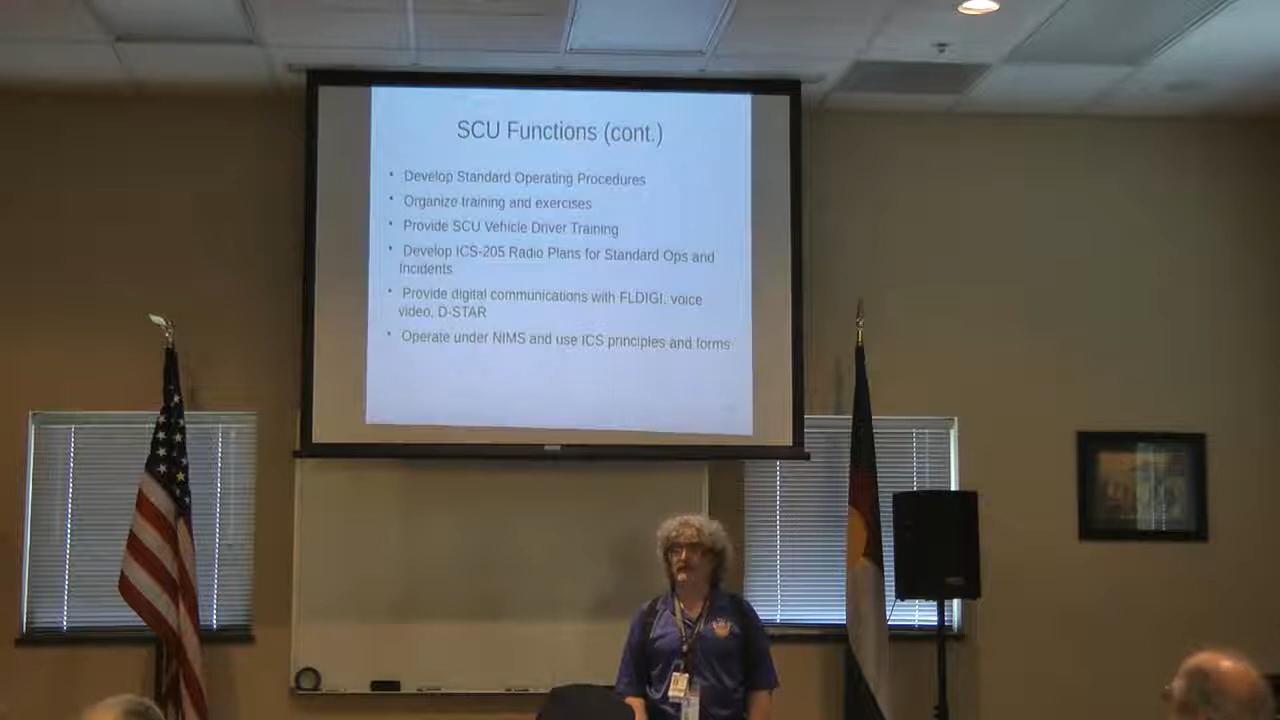 SCU Functions (cont.)
• Develop Standard Operating Procedures
• Organize training and exercises
• Provide SCU Vehicle Driver Training
• Develop ICS-205 Radio Plans for Standard Ops and
Incidents
• Provide digital communications with FLDIGI, voice
video, D-STAR
• Operate under NIMS and use ICS principles and forms